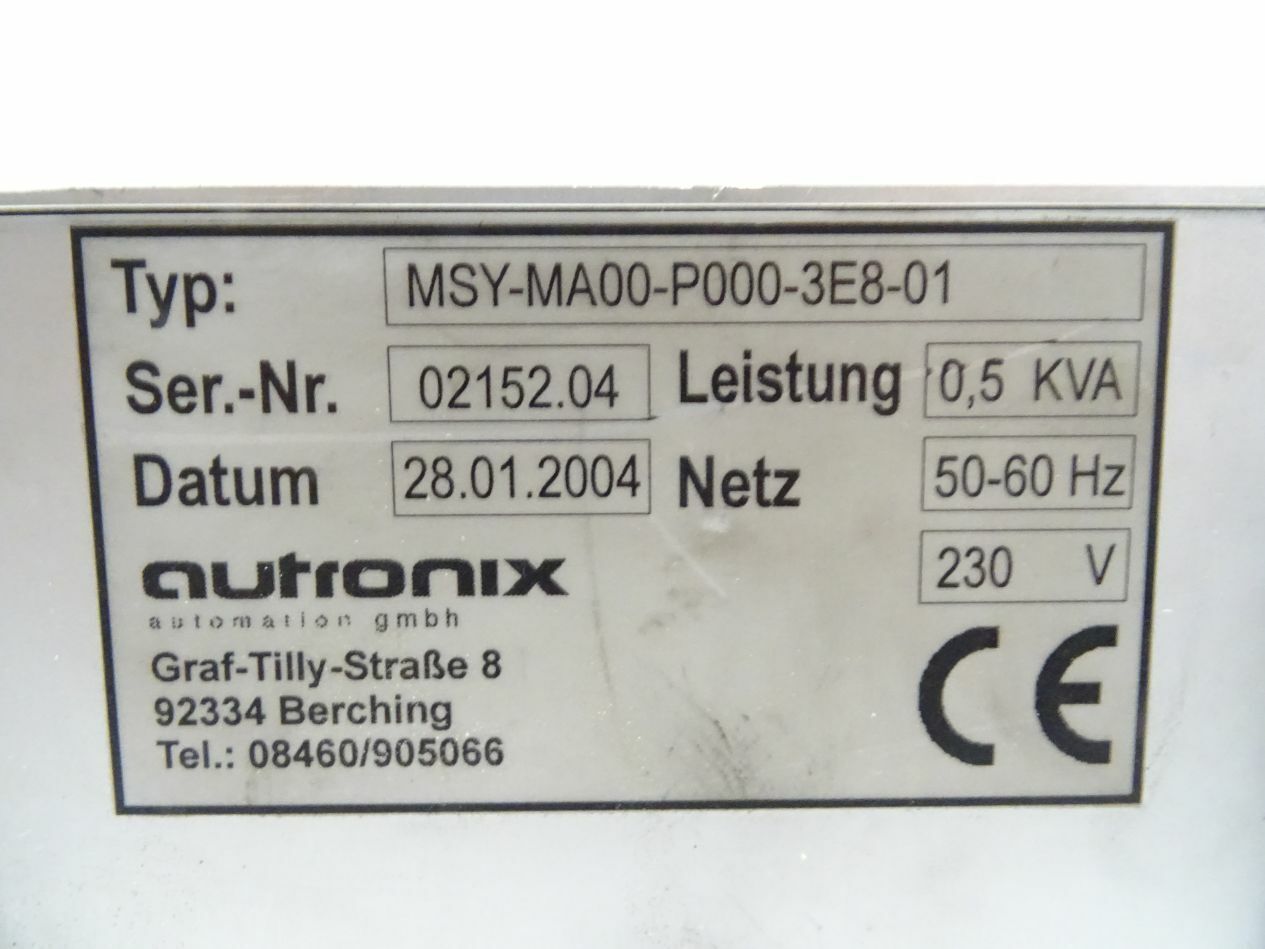 Typ: MSY-MA00-P000-3E8-01
Ser.-Nr. 02152.04 Leistung 0,5 KVA
Datum 28.01.2004 Netz 50-60 Hz
230 V
autronix
automation gmbh
Graf-Tilly-Straße 8
92334 Berching
Tel.: 08460/905066
CE